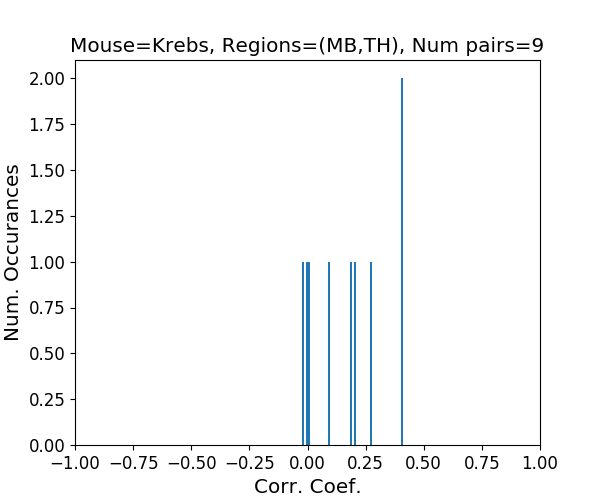 Mouse=Krebs, Regions=(MB,TH), Num pairs=9
2.00
1.75
1.50
1.25
1.00
0.75
0.50
0.25
0.00
Num. Occurances
−1.00 −0.75 −0.50 −0.25 0.00 0.25 0.50 0.75 1.00
Corr. Coef.